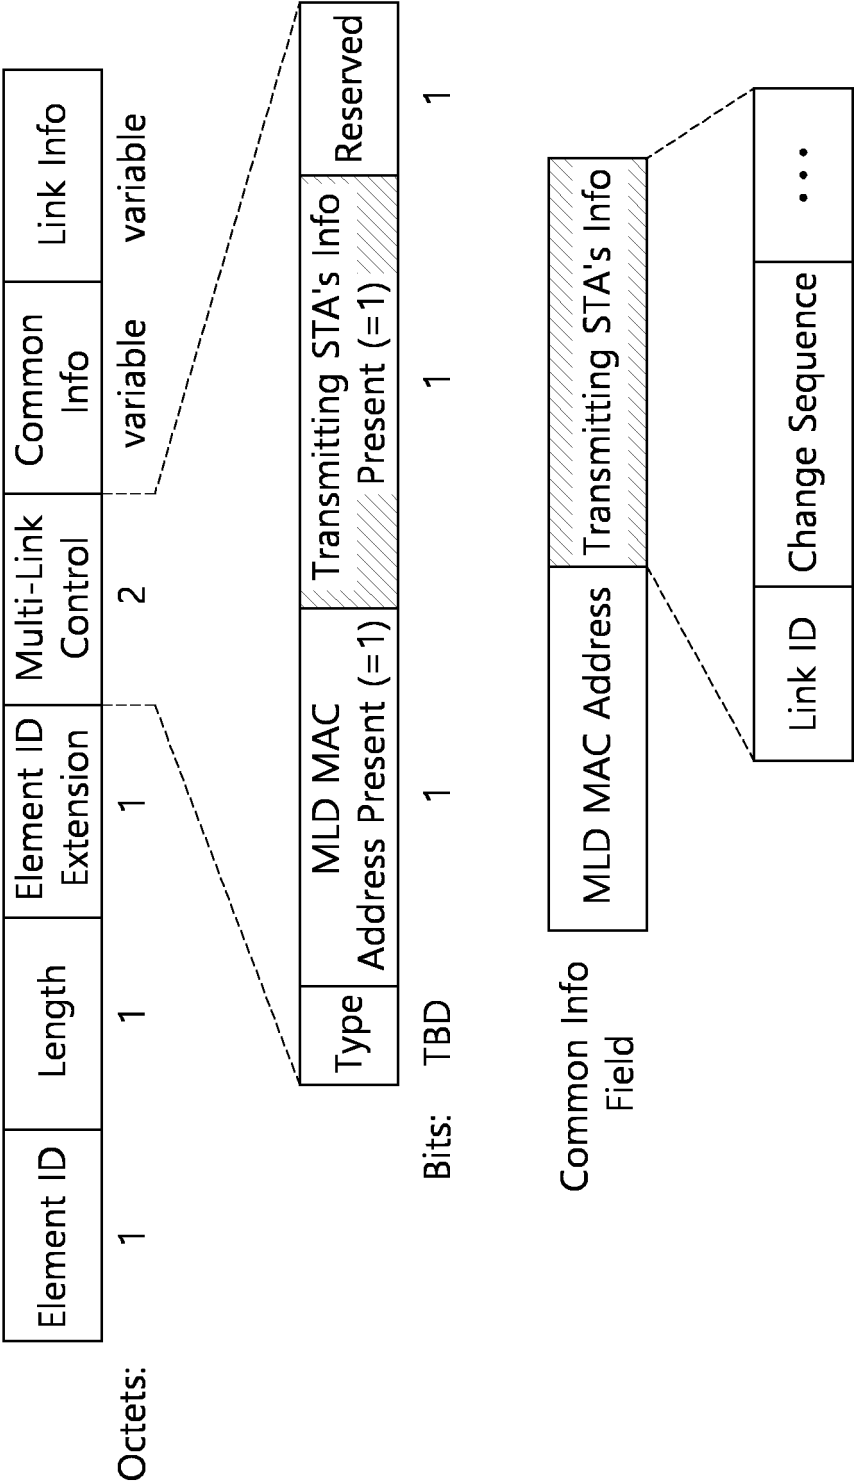 Element ID
Length
Element ID
Extension
Multi-Link
Control
Common
Info
Link Info
Octets:
1
1
1
2
variable
variable
Type
MLD MAC
Address Present (=1)
Transmitting STA's Info
Present (=1)
Reserved
Bits:
TBD
1
1
1
Common Info
Field
MLD MAC Address
Transmitting STA's Info
Link ID
Change Sequence
...